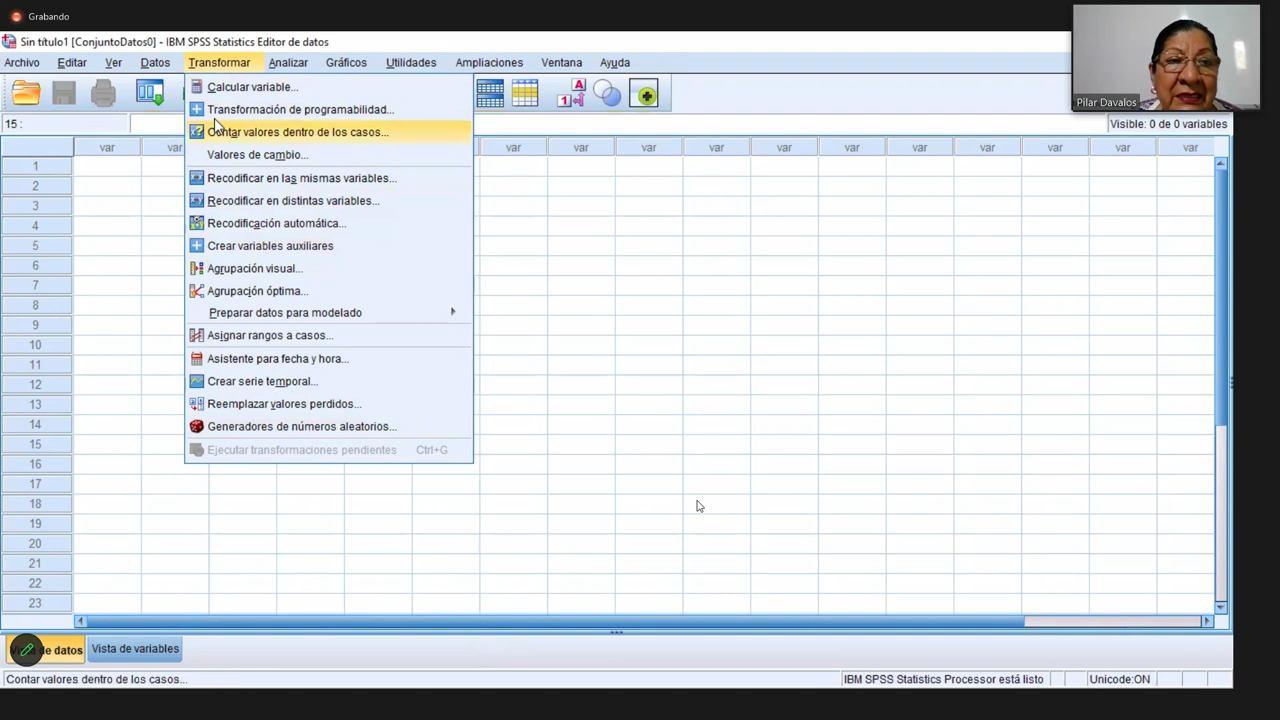 Grabando
Sin título1 [ConjuntoDatos0] - IBM SPSS Statistics Editor de datos
Archivo Editar Ver Datos Transformar Analizar Gráficos Utilidades Ampliaciones Ventana Ayuda
Pilar Davalos
15 :
Visible: 0 de 0 variables
Calcular variable...
Transformación de programabilidad...
Contar valores dentro de los casos...
Valores de cambio...
Recodificar en las mismas variables...
Recodificar en distintas variables...
Recodificación automática...
Crear variables auxiliares
Agrupación visual...
Agrupación óptima...
Preparar datos para modelado
Asignar rangos a casos...
Asistente para fecha y hora...
Crear serie temporal...
Reemplazar valores perdidos...
Generadores de números aleatorios...
Ejecutar transformaciones pendientes Ctrl+G
var var var var var var var var var var var var var
1
2
3
4
5
6
7
8
9
10
11
12
13
14
15
16
17
18
19
20
21
22
23
de datos Vista de variables
Contar valores dentro de los casos...
IBM SPSS Statistics Processor está listo
Unicode:ON